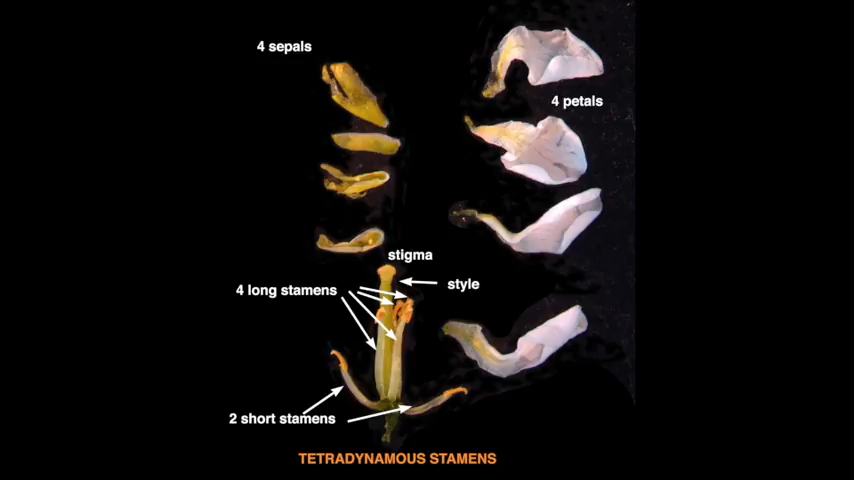 4 sepals
4 petals
stigma
style
4 long stamens
2 short stamens
TETRADYNAMOUS STAMENS